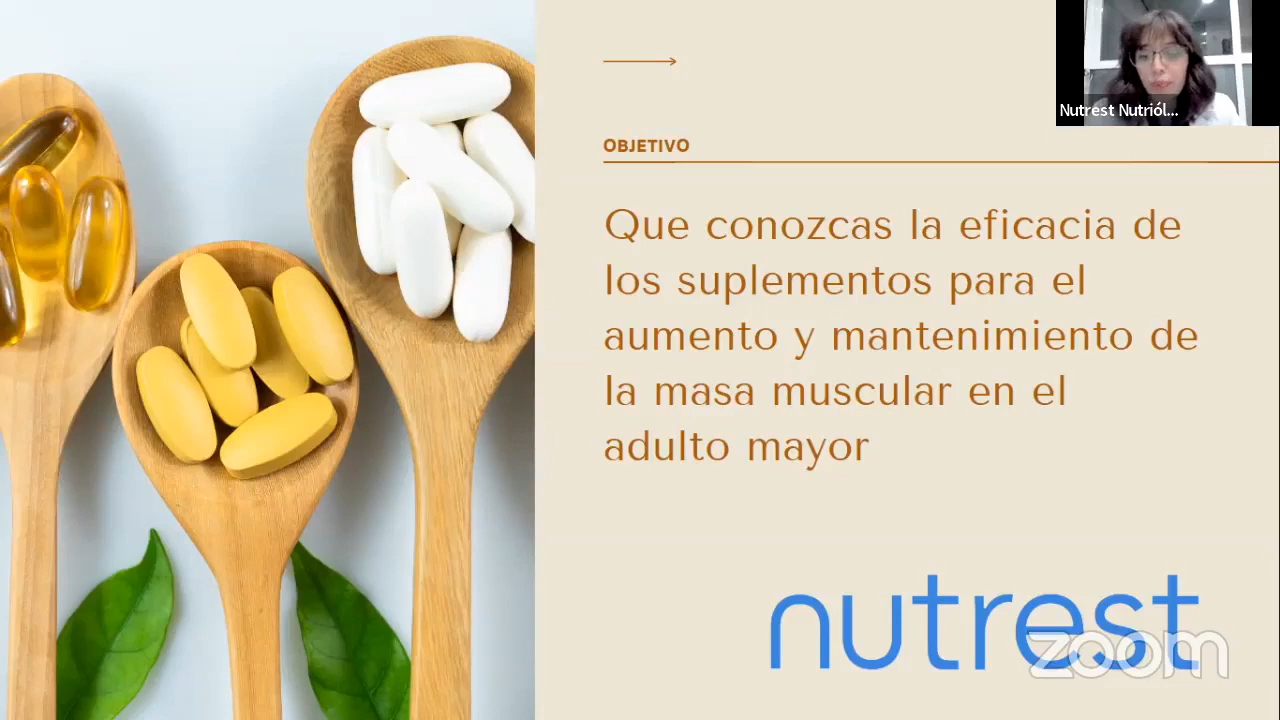 Nutrest Nutriól...
OBJETIVO
Que conozcas la eficacia de
los suplementos para el
aumento y mantenimiento de
la masa muscular en el
adulto mayor
nutrest
zoom